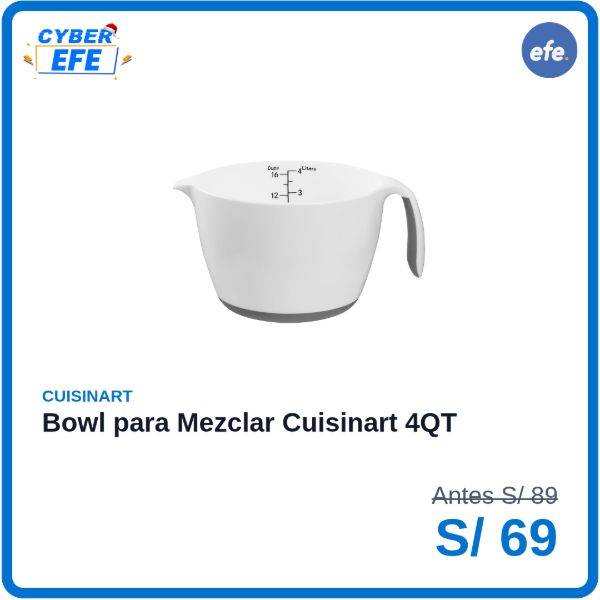 CYBER
EFE
efe.
Cups Liters
16 4
12 3
CUISINART
Bowl para Mezclar Cuisinart 4QT
Antes S/ 89
S/ 69